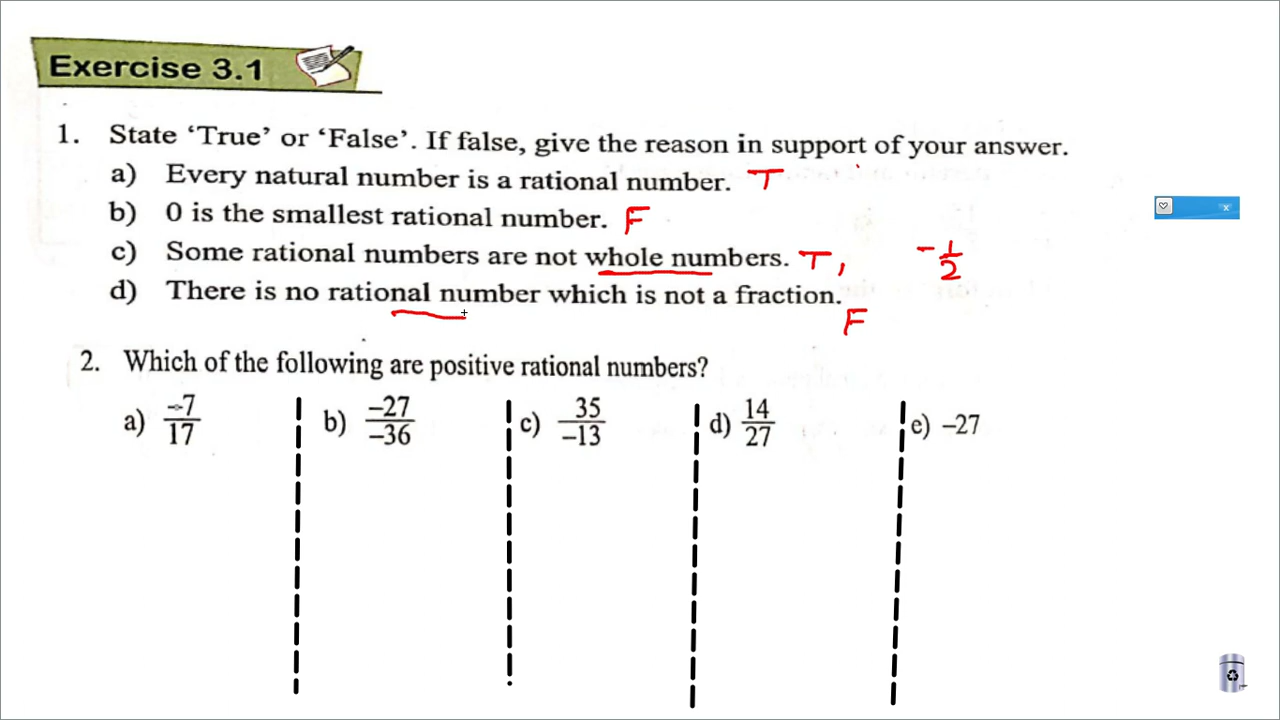 Exercise 3.1
1. State ‘True’ or ‘False’. If false, give the reason in support of your answer.
a) Every natural number is a rational number. T
b) 0 is the smallest rational number. F
c) Some rational numbers are not whole numbers. T, -1/2
d) There is no rational number which is not a fraction.
F
2. Which of the following are positive rational numbers?
a) -7/17 b) -27/-36 c) 35/-13 d) 14/27 e) -27